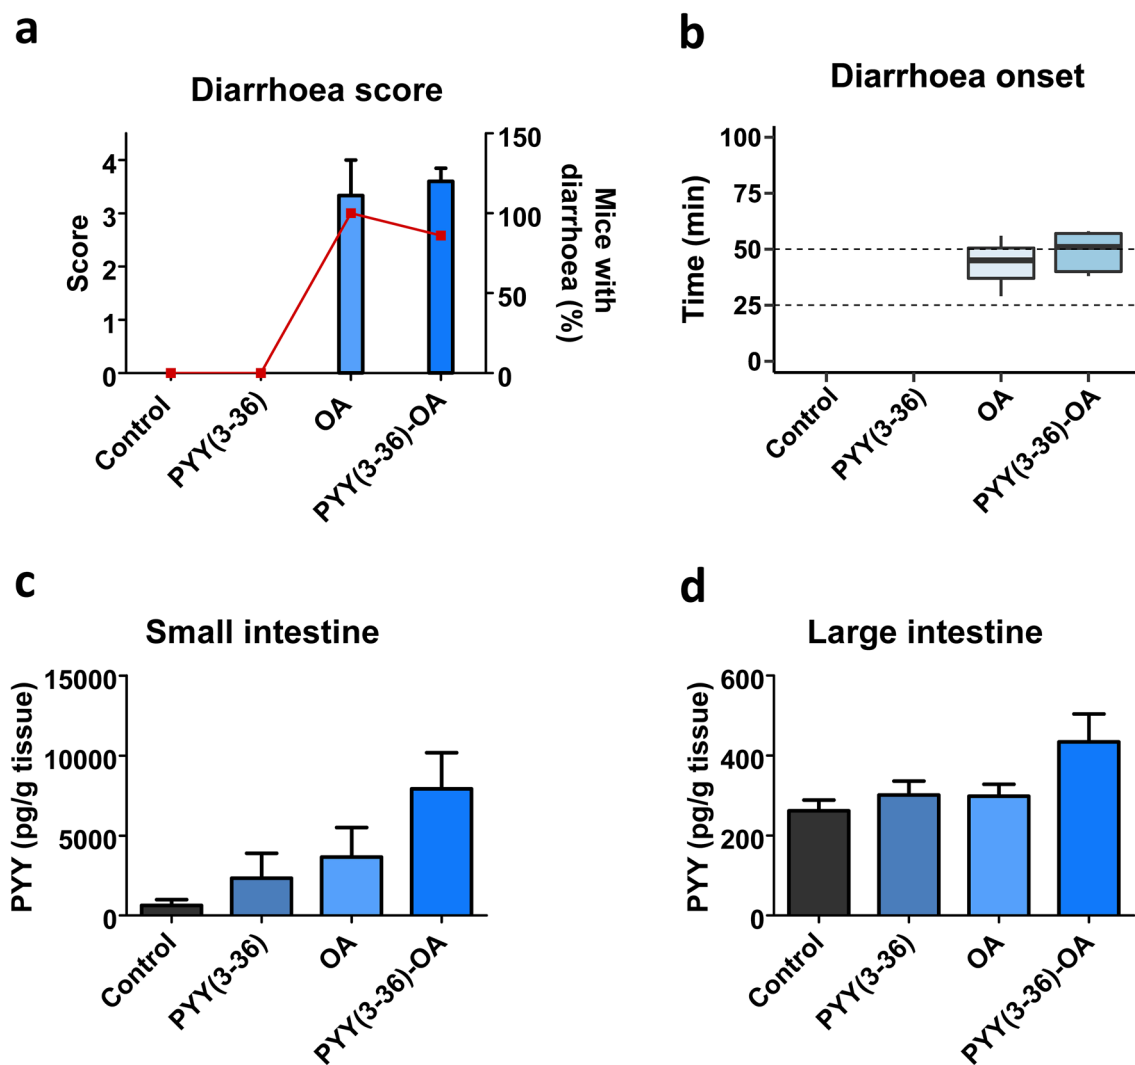 a
Diarrhoea score
4
3
2
1
0
Score
150
100
50
0
Mice with
diarrhoea (%)
Control
PYY(3-36)
OA
PYY(3-36)-OA
b
Diarrhoea onset
100
75
50
25
0
Time (min)
Control
PYY(3-36)
OA
PYY(3-36)-OA
c
Small intestine
15000
10000
5000
0
PYY (pg/g tissue)
Control
PYY(3-36)
OA
PYY(3-36)-OA
d
Large intestine
600
400
200
0
PYY (pg/g tissue)
Control
PYY(3-36)
OA
PYY(3-36)-OA